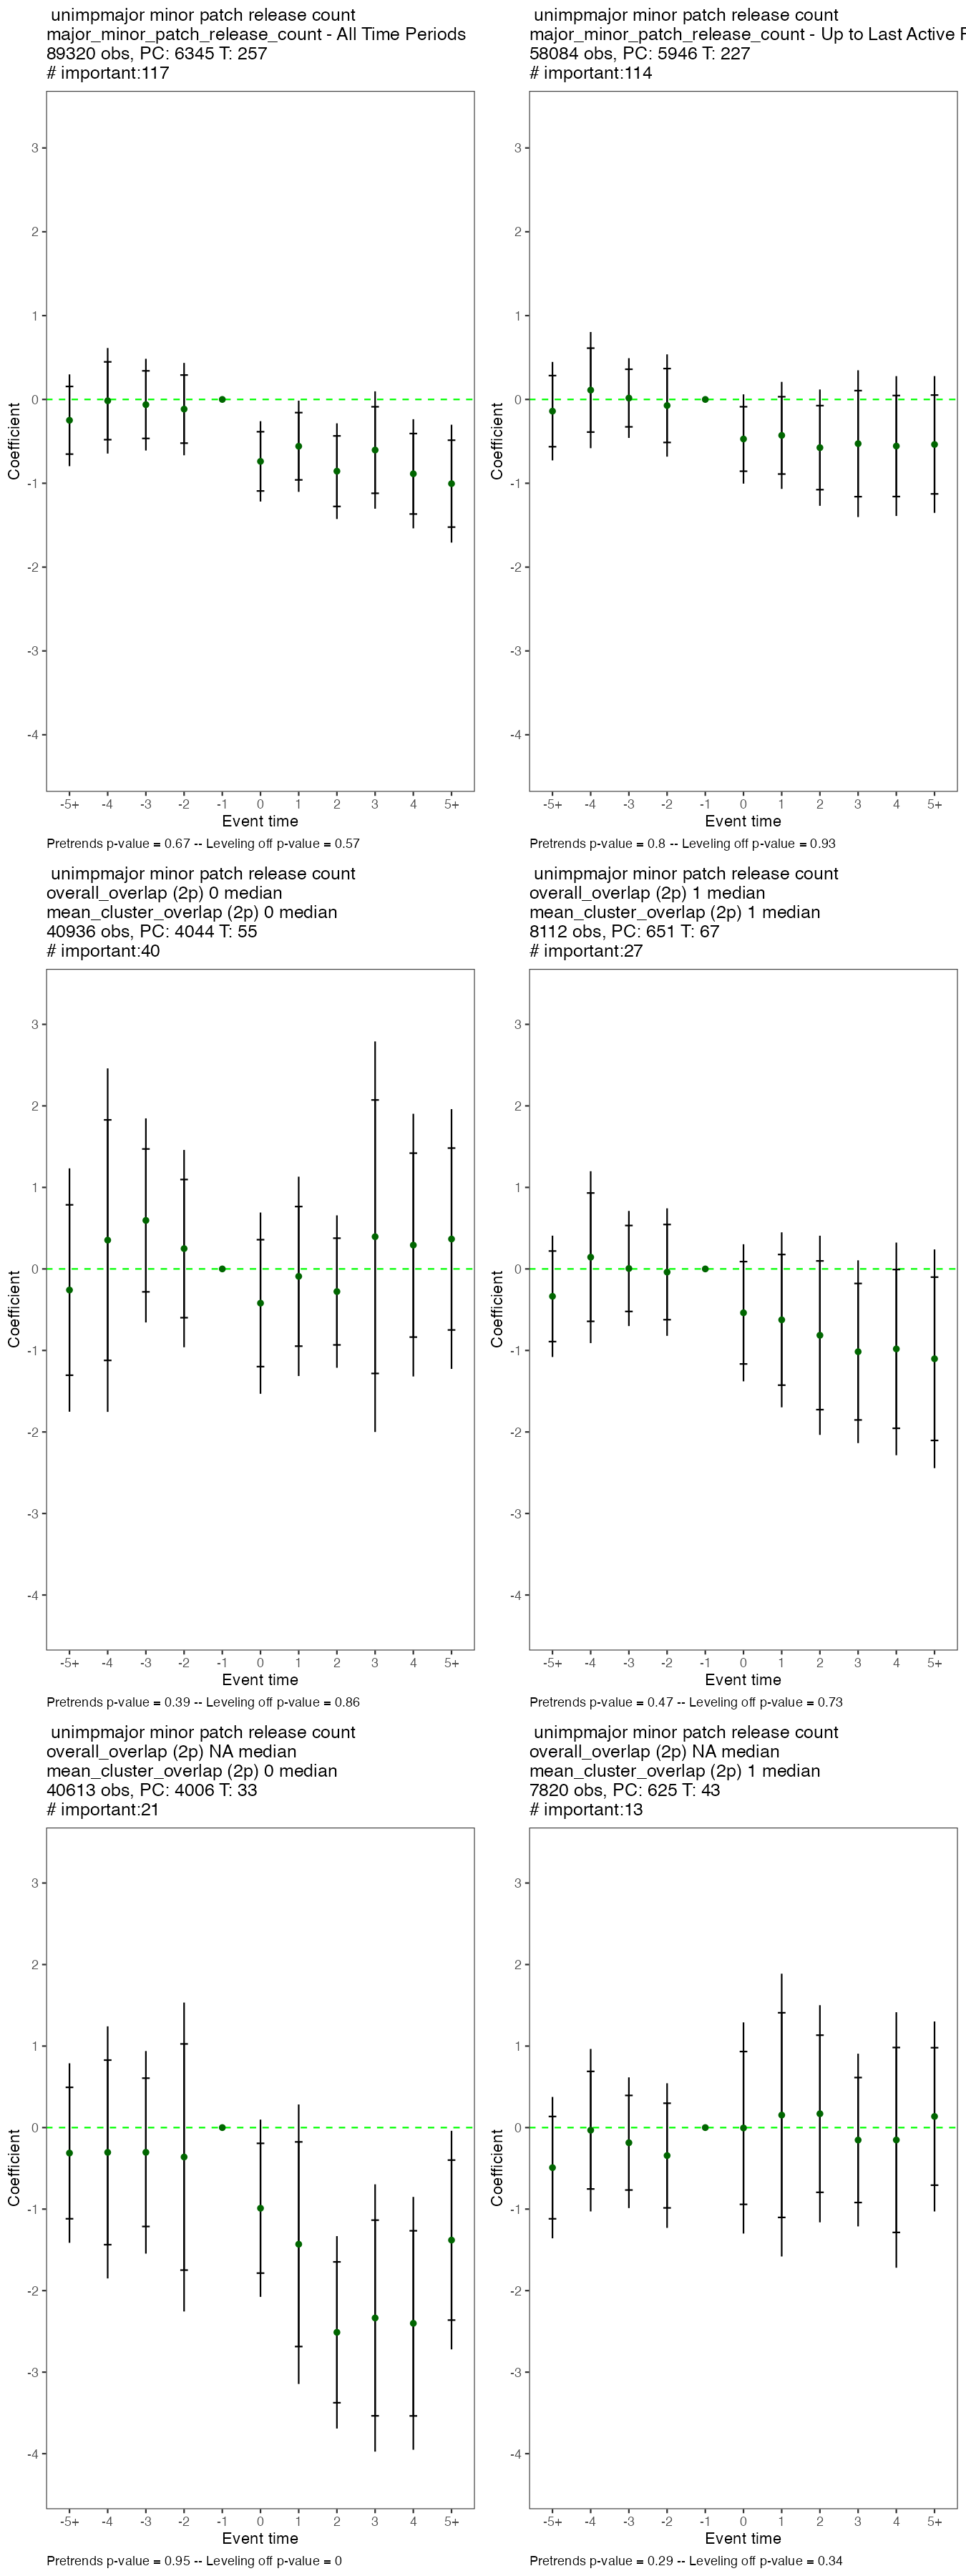 unimpmajor minor patch release count
major_minor_patch_release_count - All Time Periods
89320 obs, PC: 6345 T: 257
# important:117
3
2
1
0
-1
-2
-3
-4
Coefficient
-5+ -4 -3 -2 -1 0 1 2 3 4 5+
Event time
Pretrends p-value = 0.67 -- Leveling off p-value = 0.57
unimpmajor minor patch release count
major_minor_patch_release_count - Up to Last Active
58084 obs, PC: 5946 T: 227
# important:114
3
2
1
0
-1
-2
-3
-4
Coefficient
-5+ -4 -3 -2 -1 0 1 2 3 4 5+
Event time
Pretrends p-value = 0.8 -- Leveling off p-value = 0.93
unimpmajor minor patch release count
overall_overlap (2p) 0 median
mean_cluster_overlap (2p) 0 median
40936 obs, PC: 4044 T: 55
# important:40
3
2
1
0
-1
-2
-3
-4
Coefficient
-5+ -4 -3 -2 -1 0 1 2 3 4 5+
Event time
Pretrends p-value = 0.39 -- Leveling off p-value = 0.86
unimpmajor minor patch release count
overall_overlap (2p) 1 median
mean_cluster_overlap (2p) 1 median
8112 obs, PC: 651 T: 67
# important:27
3
2
1
0
-1
-2
-3
-4
Coefficient
-5+ -4 -3 -2 -1 0 1 2 3 4 5+
Event time
Pretrends p-value = 0.47 -- Leveling off p-value = 0.73
unimpmajor minor patch release count
overall_overlap (2p) NA median
mean_cluster_overlap (2p) 0 median
40613 obs, PC: 4006 T: 33
# important:21
3
2
1
0
-1
-2
-3
-4
Coefficient
-5+ -4 -3 -2 -1 0 1 2 3 4 5+
Event time
Pretrends p-value = 0.95 -- Leveling off p-value = 0
unimpmajor minor patch release count
overall_overlap (2p) NA median
mean_cluster_overlap (2p) 1 median
7820 obs, PC: 625 T: 43
# important:13
3
2
1
0
-1
-2
-3
-4
Coefficient
-5+ -4 -3 -2 -1 0 1 2 3 4 5+
Event time
Pretrends p-value = 0.29 -- Leveling off p-value = 0.34